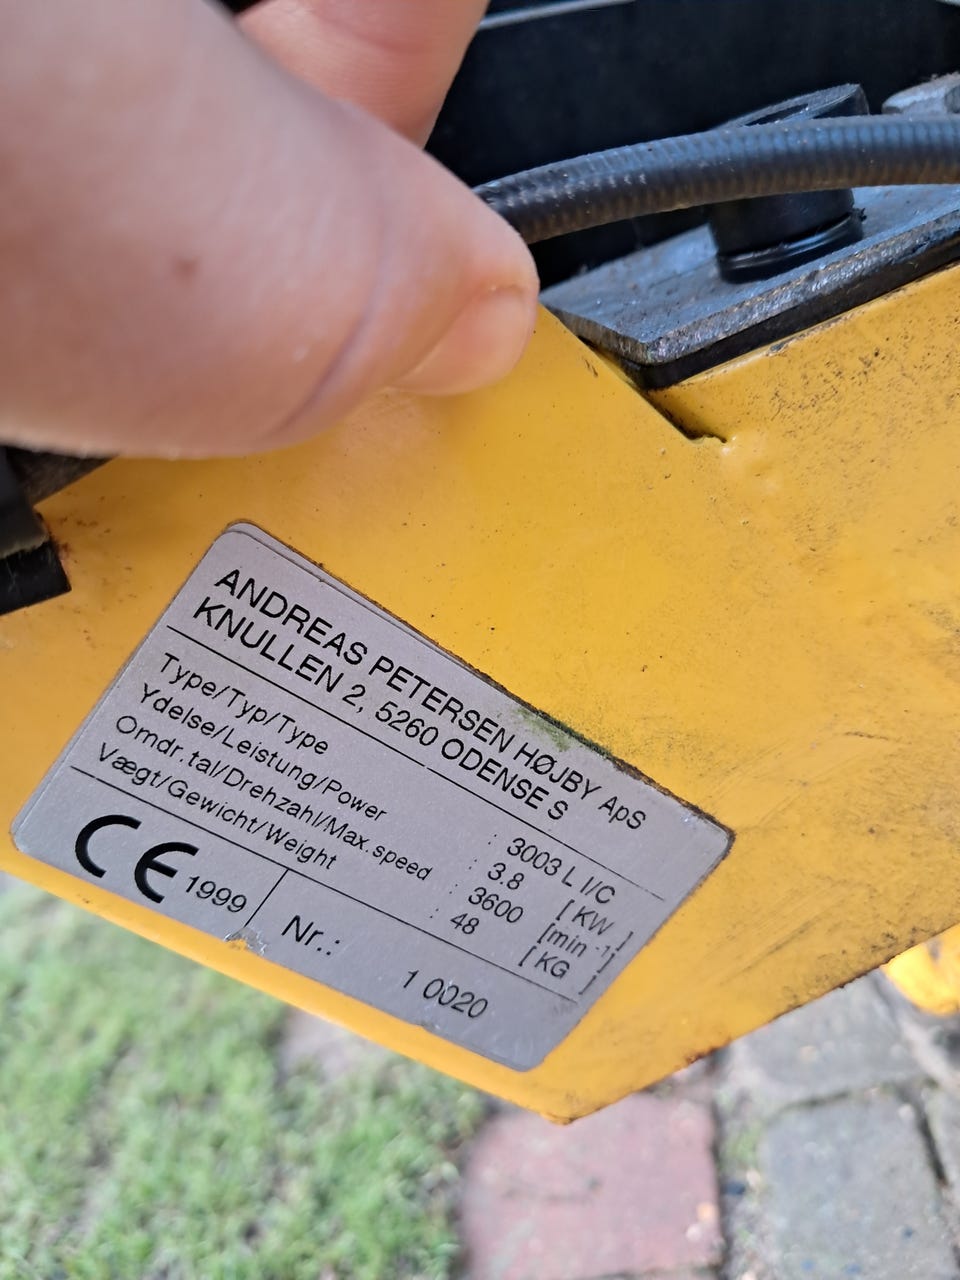 ANDREAS PETERSEN HØJBY ApS
KNULLEN 2, 5260 ODENSE S
Type/Typ/Type : 3003 L I/C
Ydelse/Leistung/Power : 3.8 [ KW ]
Omdr.tal/Drehzahl/Max.speed : 3600 [min -1]
Vægt/Gewicht/Weight : 48 [ KG ]
CE 1999 Nr.: 1 0020